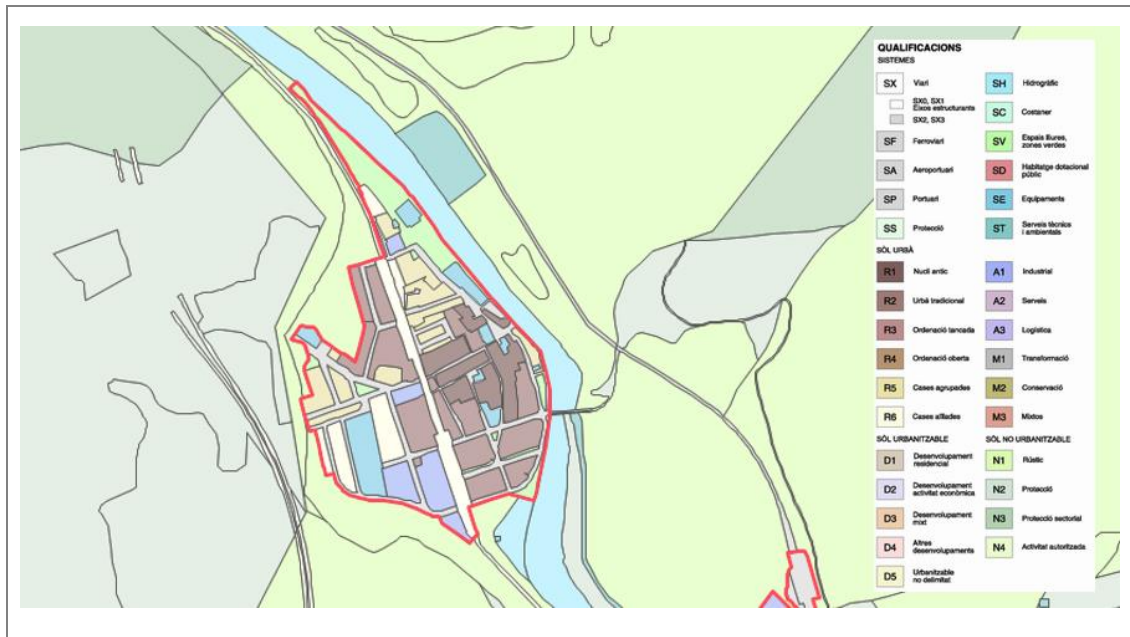 QUALIFICACIONS
SISTEMES
SX Viari
SX0, SX1
Eixos estructurants
SX2, SX3
SF Ferroviari
SA Aeroportuari
SP Portuari
SS Protecció
SH Hidrogràfic
SC Costaner
SV Espais lliures,
zones verdes
SD Habitatge dotacional
públic
SE Equipaments
ST Serveis tècnics
i ambientals
SÒL URBÀ
R1 Nucli antic
R2 Urbà tradicional
R3 Ordenació tancada
R4 Ordenació oberta
R5 Cases agrupades
R6 Cases aïllades
A1 Industrial
A2 Serveis
A3 Logística
M1 Transformació
M2 Conservació
M3 Mixtos
SÒL URBANITZABLE
D1 Desenvolupament
residencial
D2 Desenvolupament
activitat econòmica
D3 Desenvolupament
mixt
D4 Altres
desenvolupaments
D5 Urbanitzable
no delimitat
SÒL NO URBANITZABLE
N1 Rústic
N2 Protecció
N3 Protecció sectorial
N4 Activitat autoritzada